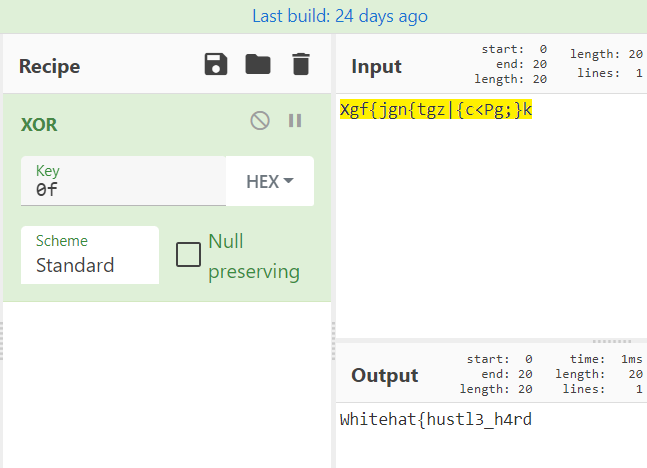 Last build: 24 days ago
Recipe
XOR
Key
0f
HEX
Scheme
Standard
Null
preserving
Input
start: 0
end: 20
length: 20
length: 20
lines: 1
Xgf{jgn{tgz|{c<Pg;}k
Output
start: 0
end: 20
length: 20
time: 1ms
length: 20
lines: 1
Whitehat{hustl3_h4rd